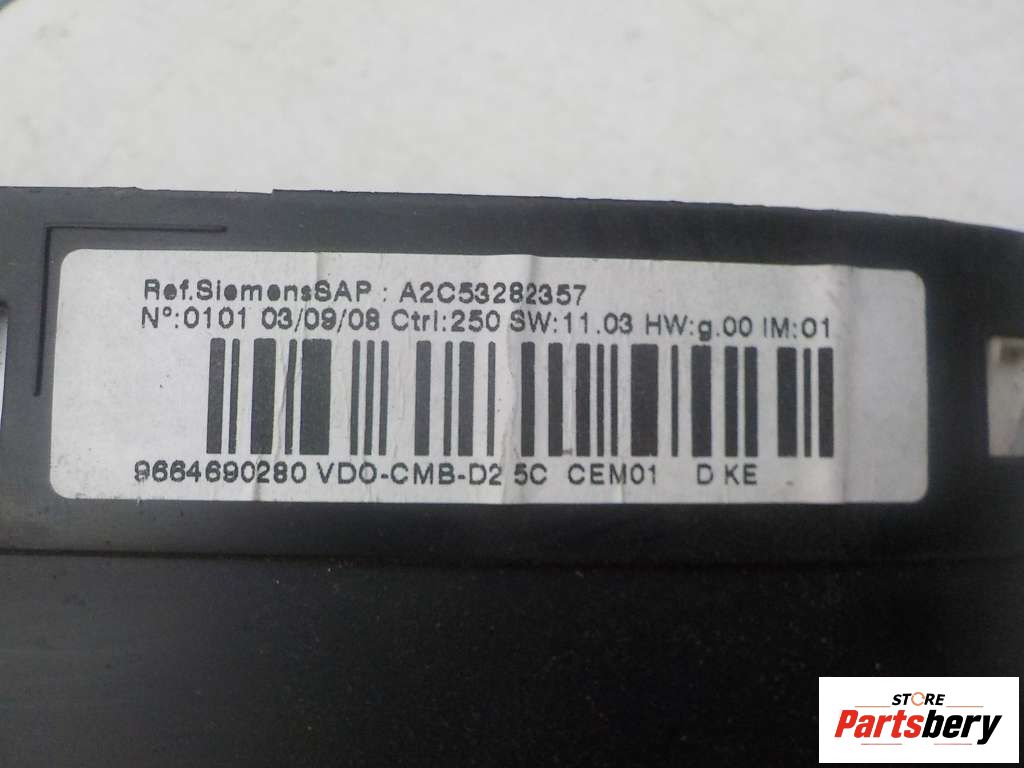 Ref.SiemensSAP : A2C53282357
N°:0101 03/09/08 Ctrl:250 SW:11.03 HW:g.00 IM:01
9664690280 VDO-CMB-D2 5C CEM01 D KE
STORE
Partsbery